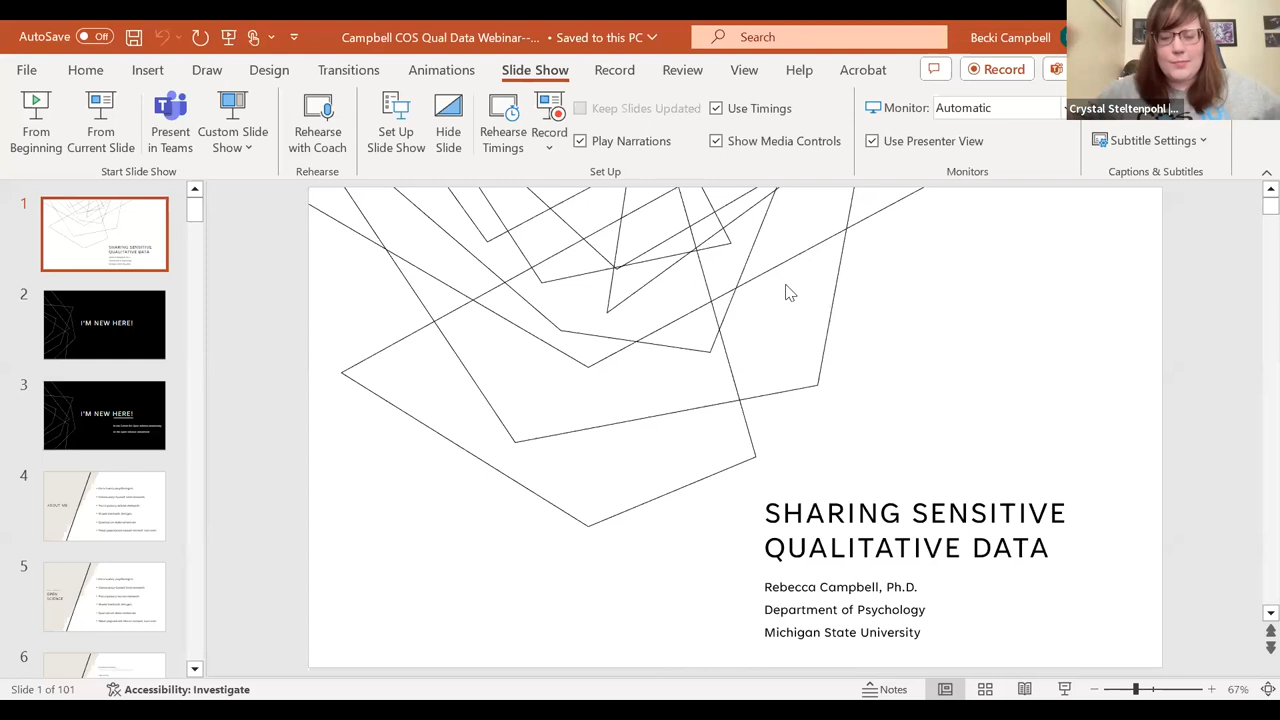 AutoSave Off
Campbell COS Qual Data Webinar--... • Saved to this PC
Search
Becki Campbell
File Home Insert Draw Design Transitions Animations Slide Show Record Review View Help Acrobat
Record
Crystal Steltenpohl |...
From Beginning
From Current Slide
Present in Teams
Custom Slide Show
Rehearse with Coach
Set Up Slide Show
Hide Slide
Rehearse Timings
Record
Keep Slides Updated
Use Timings
Play Narrations
Show Media Controls
Monitor: Automatic
Use Presenter View
Subtitle Settings
Start Slide Show
Rehearse
Set Up
Monitors
Captions & Subtitles
1
SHARING SENSITIVE
QUALITATIVE DATA
2
I'M NEW HERE!
3
I'M NEW HERE!
4
ABOUT ME
5
OPEN
SCIENCE
6
SHARING SENSITIVE
QUALITATIVE DATA
Rebecca Campbell, Ph.D.
Department of Psychology
Michigan State University
Slide 1 of 101
Accessibility: Investigate
Notes
67%